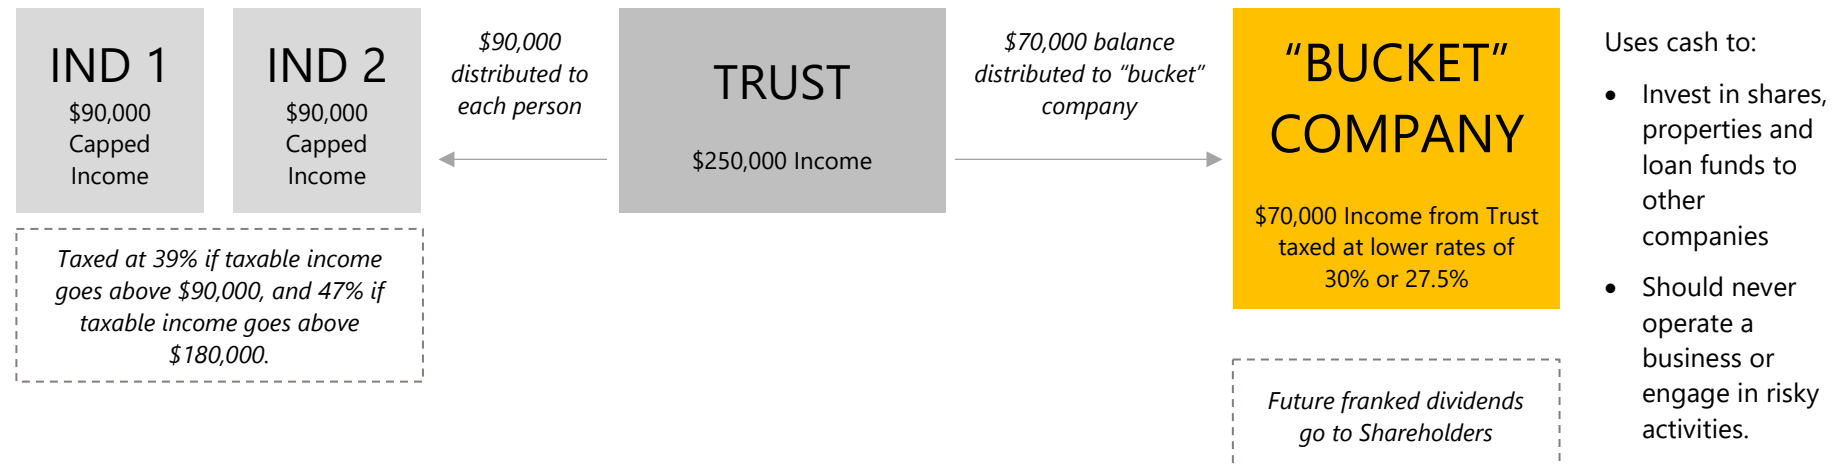 IND 1
$90,000
Capped
Income
IND 2
$90,000
Capped
Income
Taxed at 39% if taxable income
goes above $90,000, and 47% if
taxable income goes above
$180,000.
$90,000
distributed to
each person
TRUST
$250,000 Income
$70,000 balance
distributed to “bucket”
company
“BUCKET”
COMPANY
$70,000 Income from Trust
taxed at lower rates of
30% or 27.5%
Future franked dividends
go to Shareholders
Uses cash to:
• Invest in shares,
properties and
loan funds to
other
companies
• Should never
operate a
business or
engage in risky
activities.